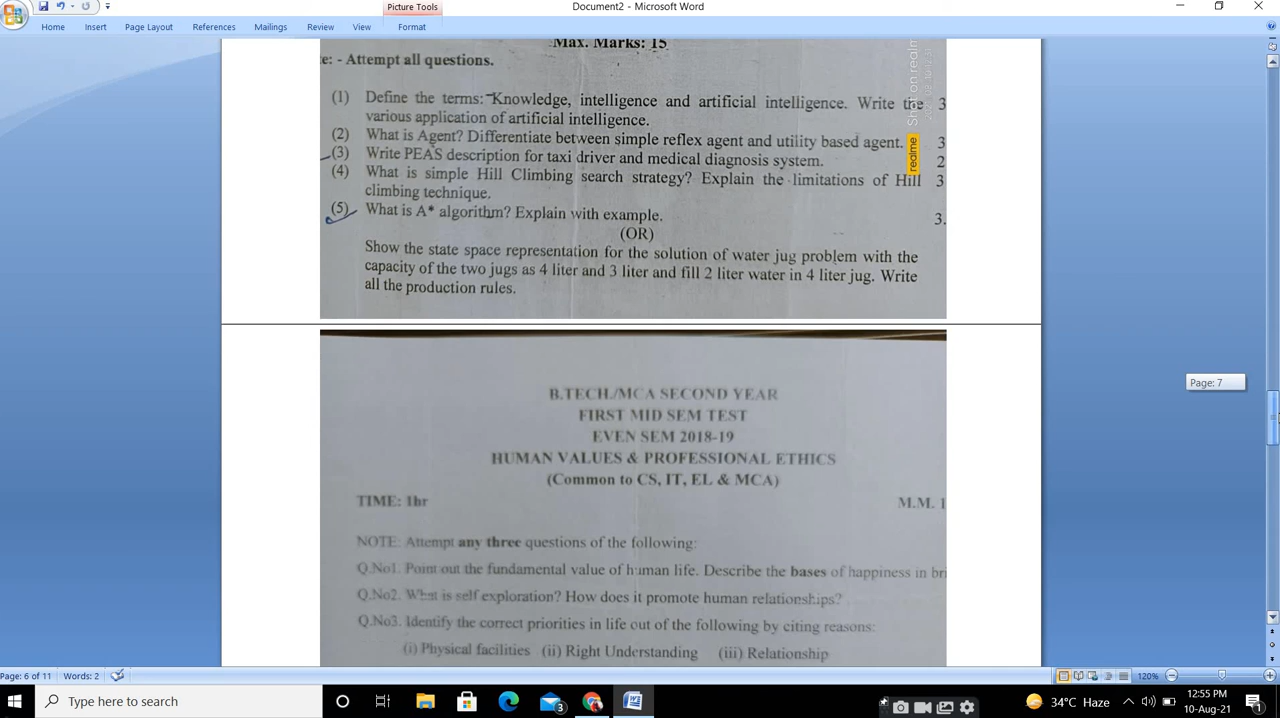 Picture Tools
Document2 - Microsoft Word
Home Insert Page Layout References Mailings Review View Format
Max. Marks: 15
e: - Attempt all questions.
(1) Define the terms: Knowledge, intelligence and artificial intelligence. Write the 3
various application of artificial intelligence.
(2) What is Agent? Differentiate between simple reflex agent and utility based agent. 3
(3) Write PEAS description for taxi driver and medical diagnosis system. 2
(4) What is simple Hill Climbing search strategy? Explain the limitations of Hill 3
climbing technique.
(5) What is A* algorithm? Explain with example. 3.
(OR)
Show the state space representation for the solution of water jug problem with the
capacity of the two jugs as 4 liter and 3 liter and fill 2 liter water in 4 liter jug. Write
all the production rules.
Shot on realm
realme
B.TECH./MCA SECOND YEAR
FIRST MID SEM TEST
EVEN SEM 2018-19
HUMAN VALUES & PROFESSIONAL ETHICS
(Common to CS, IT, EL & MCA)
TIME: 1hr M.M. 1
NOTE: Attempt any three questions of the following:
Q.No1. Point out the fundamental value of human life. Describe the bases of happiness in bri
Q.No2. What is self exploration? How does it promote human relationships?
Q.No3. Identify the correct priorities in life out of the following by citing reasons:
(i) Physical facilities (ii) Right Understanding (iii) Relationship
Page: 7
Page: 6 of 11 Words: 2 120%
Type here to search
3
34°C Haze
12:55 PM
10-Aug-21
1